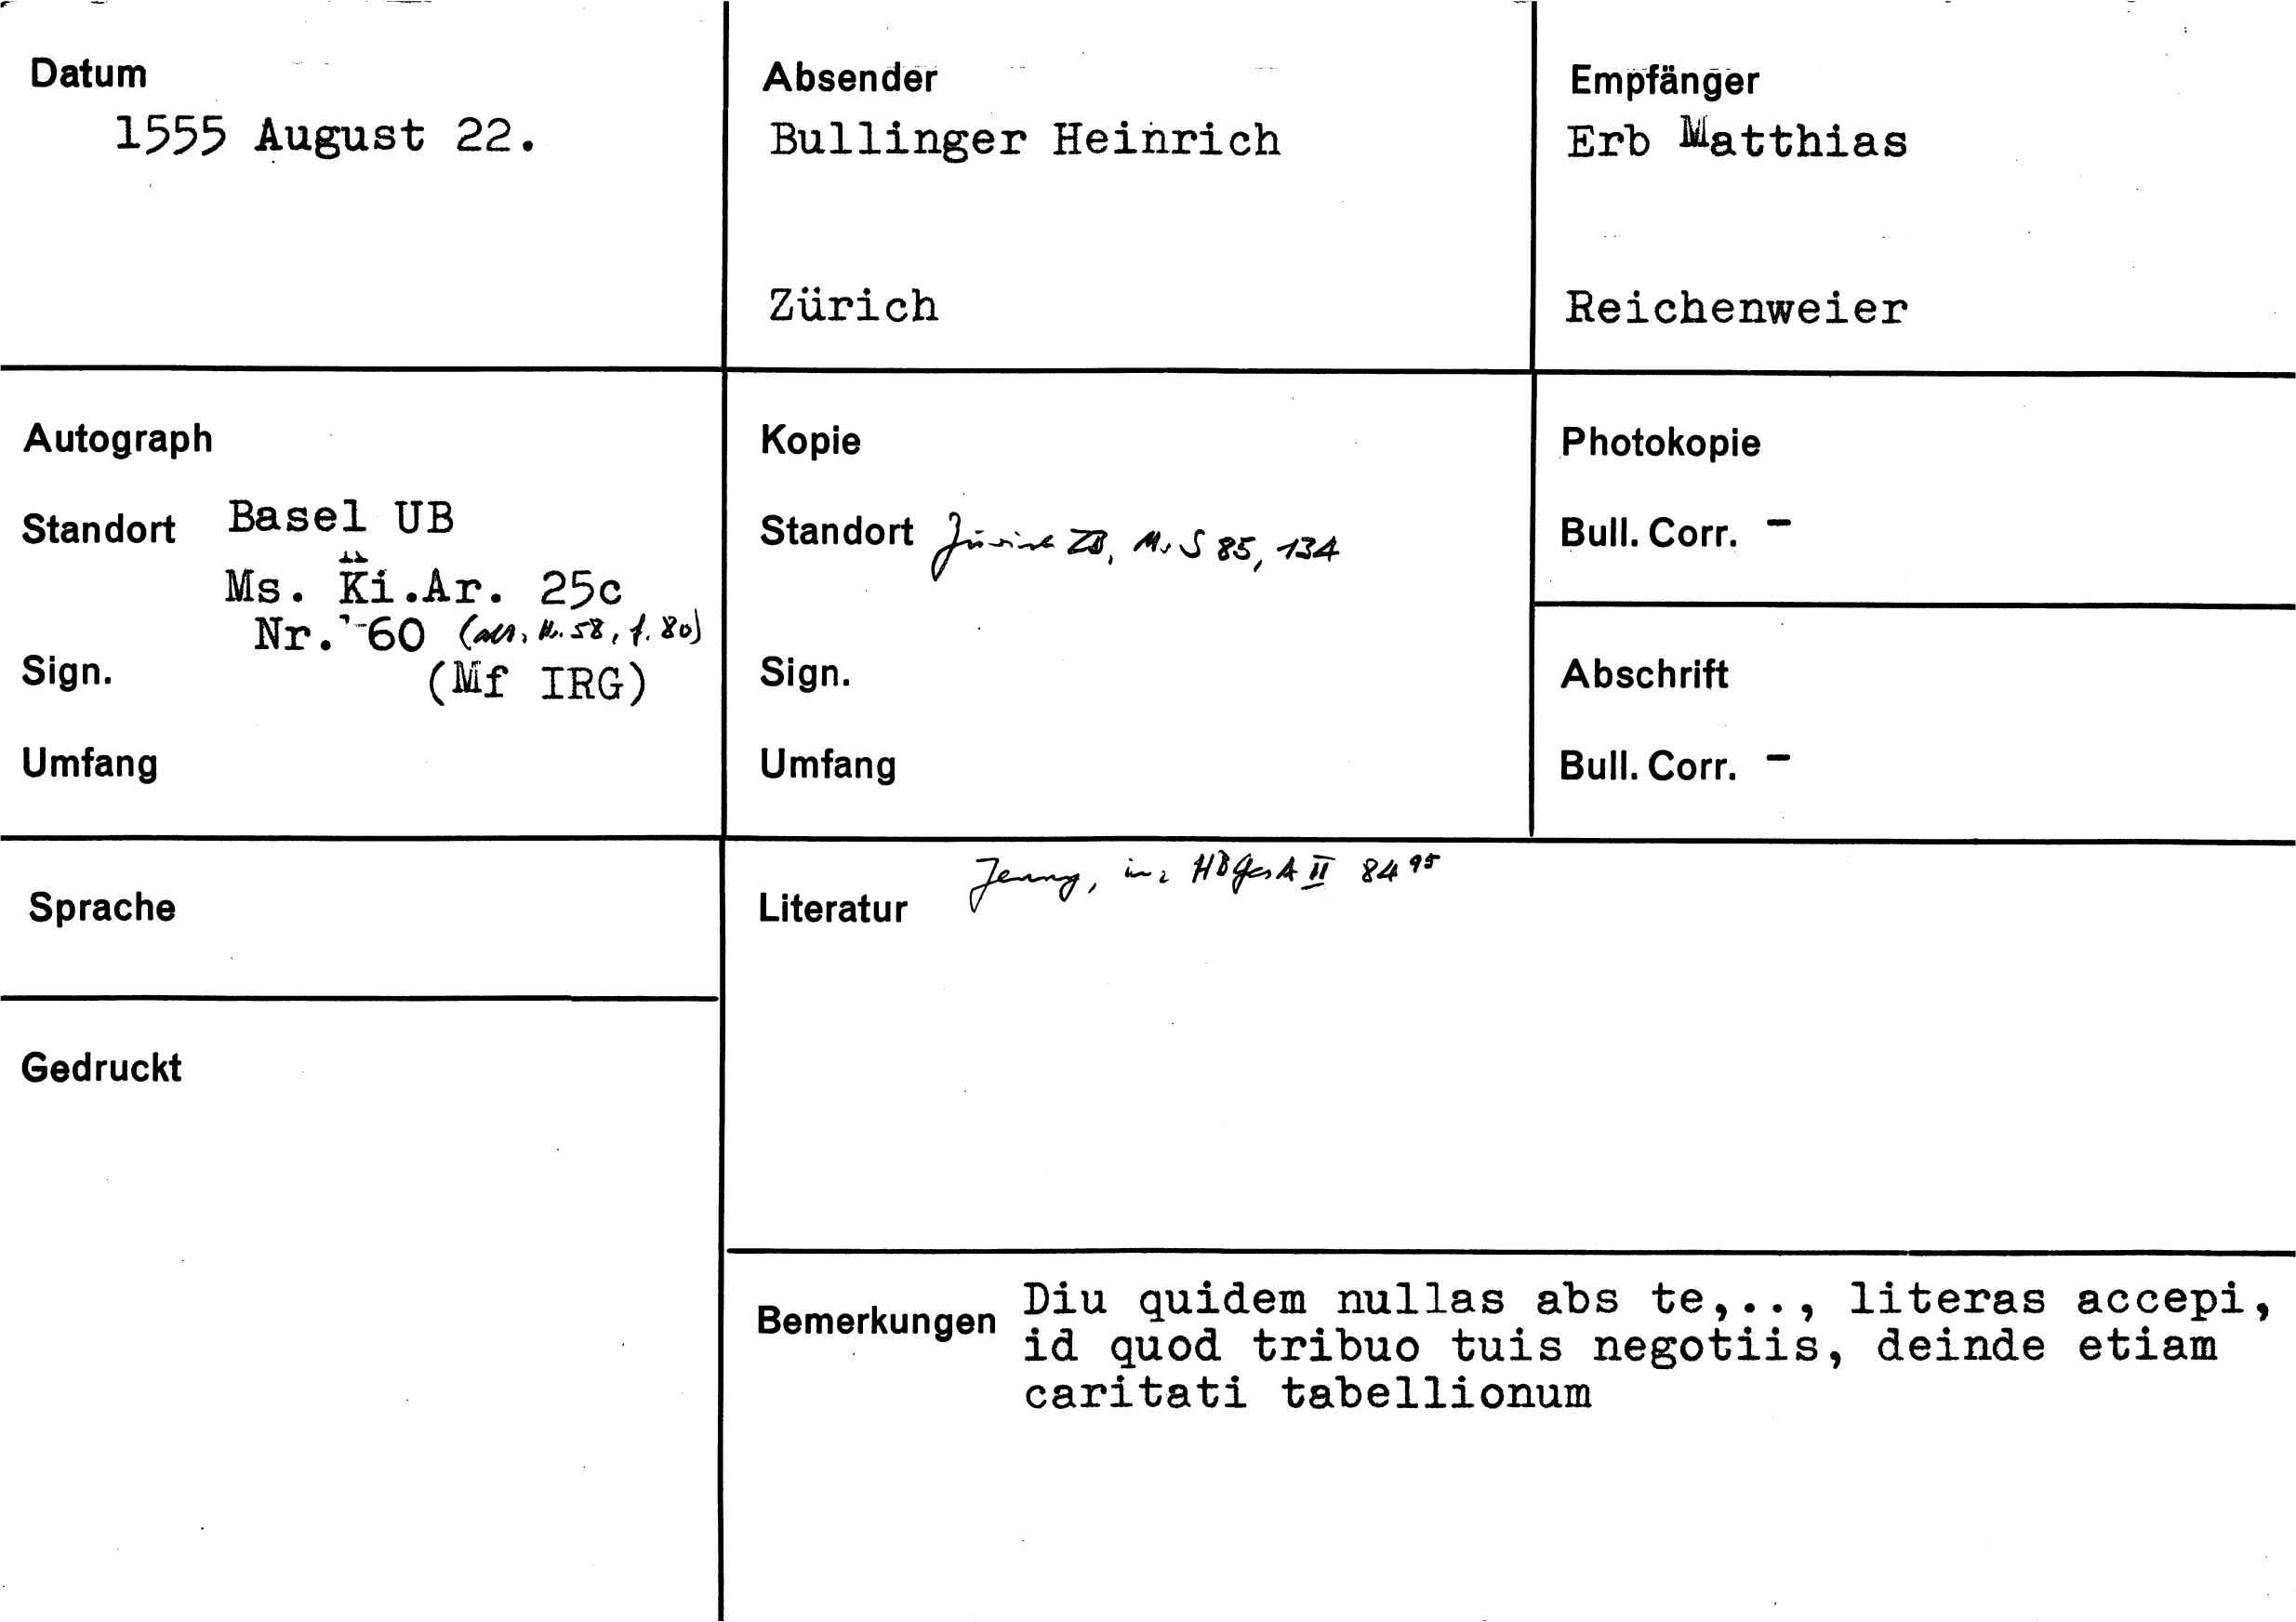 Datum
1555 August 22.
Absender
Bullinger Heinrich
Zürich
Empfänger
Erb Matthias
Reichenweier
Autograph
Standort Basel UB
Ms. Ki.Ar. 25c
Nr. 60 (N. 58, f. 80)
Sign. (Mf IRG)
Umfang
Kopie
Standort Zürich ZB, Ms S 85, 134
Sign.
Umfang
Photokopie
Bull. Corr. -
Abschrift
Bull. Corr. -
Sprache
Gedruckt
Literatur Jenny, in: HBGesA II 84 95
Bemerkungen Diu quidem nullas abs te,.., literas accepi,
id quod tribuo tuis negotiis, deinde etiam
caritati tabellionum